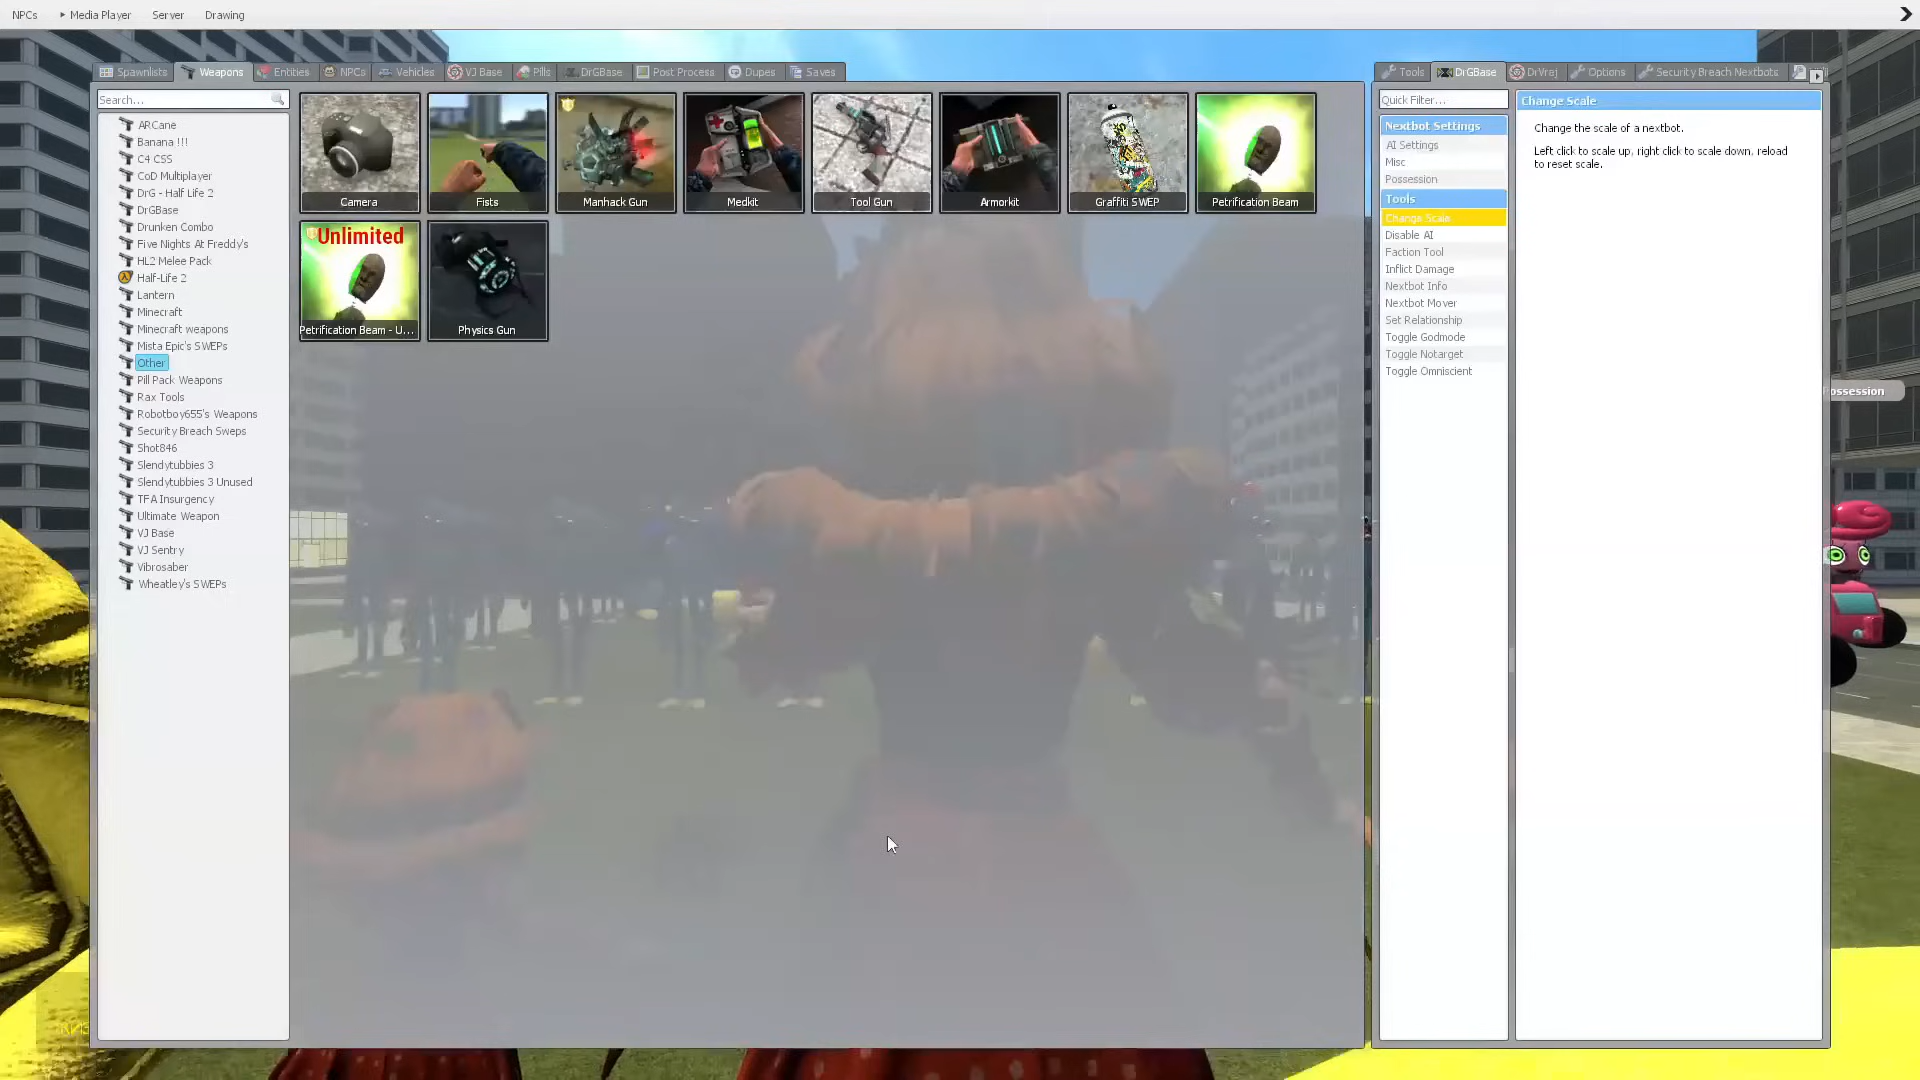 NPCs
Media Player
Server
Drawing
Spawnlists
Weapons
Entities
NPCs
Vehicles
VJ Base
Pills
DrGBase
Post Process
Dupes
Saves
Search...
ARCane
Banana !!!
C4 CSS
CoD Multiplayer
DrG - Half Life 2
DrGBase
Drunken Combo
Five Nights At Freddy's
HL2 Melee Pack
Half-Life 2
Lantern
Minecraft
Minecraft weapons
Mista Epic's SWEPs
Other
Pill Pack Weapons
Rax Tools
Robotboy655's Weapons
Security Breach Sweps
Shot846
Slendytubbies 3
Slendytubbies 3 Unused
TFA Insurgency
Ultimate Weapon
VJ Base
VJ Sentry
Vibrosaber
Wheatley's SWEPs
Camera
Fists
Manhack Gun
Medkit
Tool Gun
Armorkit
Graffiti SWEP
Petrification Beam
Unlimited
Petrification Beam - U...
Physics Gun
Tools
DrGBase
DrVraj
Options
Security Breach Nextbots
Quick Filter...
Nextbot Settings
AI Settings
Misc
Possession
Tools
Change Scale
Disable AI
Faction Tool
Inflict Damage
Nextbot Info
Nextbot Mover
Set Relationship
Toggle Godmode
Toggle Notarget
Toggle Omniscient
Change Scale
Change the scale of a nextbot.
Left click to scale up, right click to scale down, reload
to reset scale.
ossession